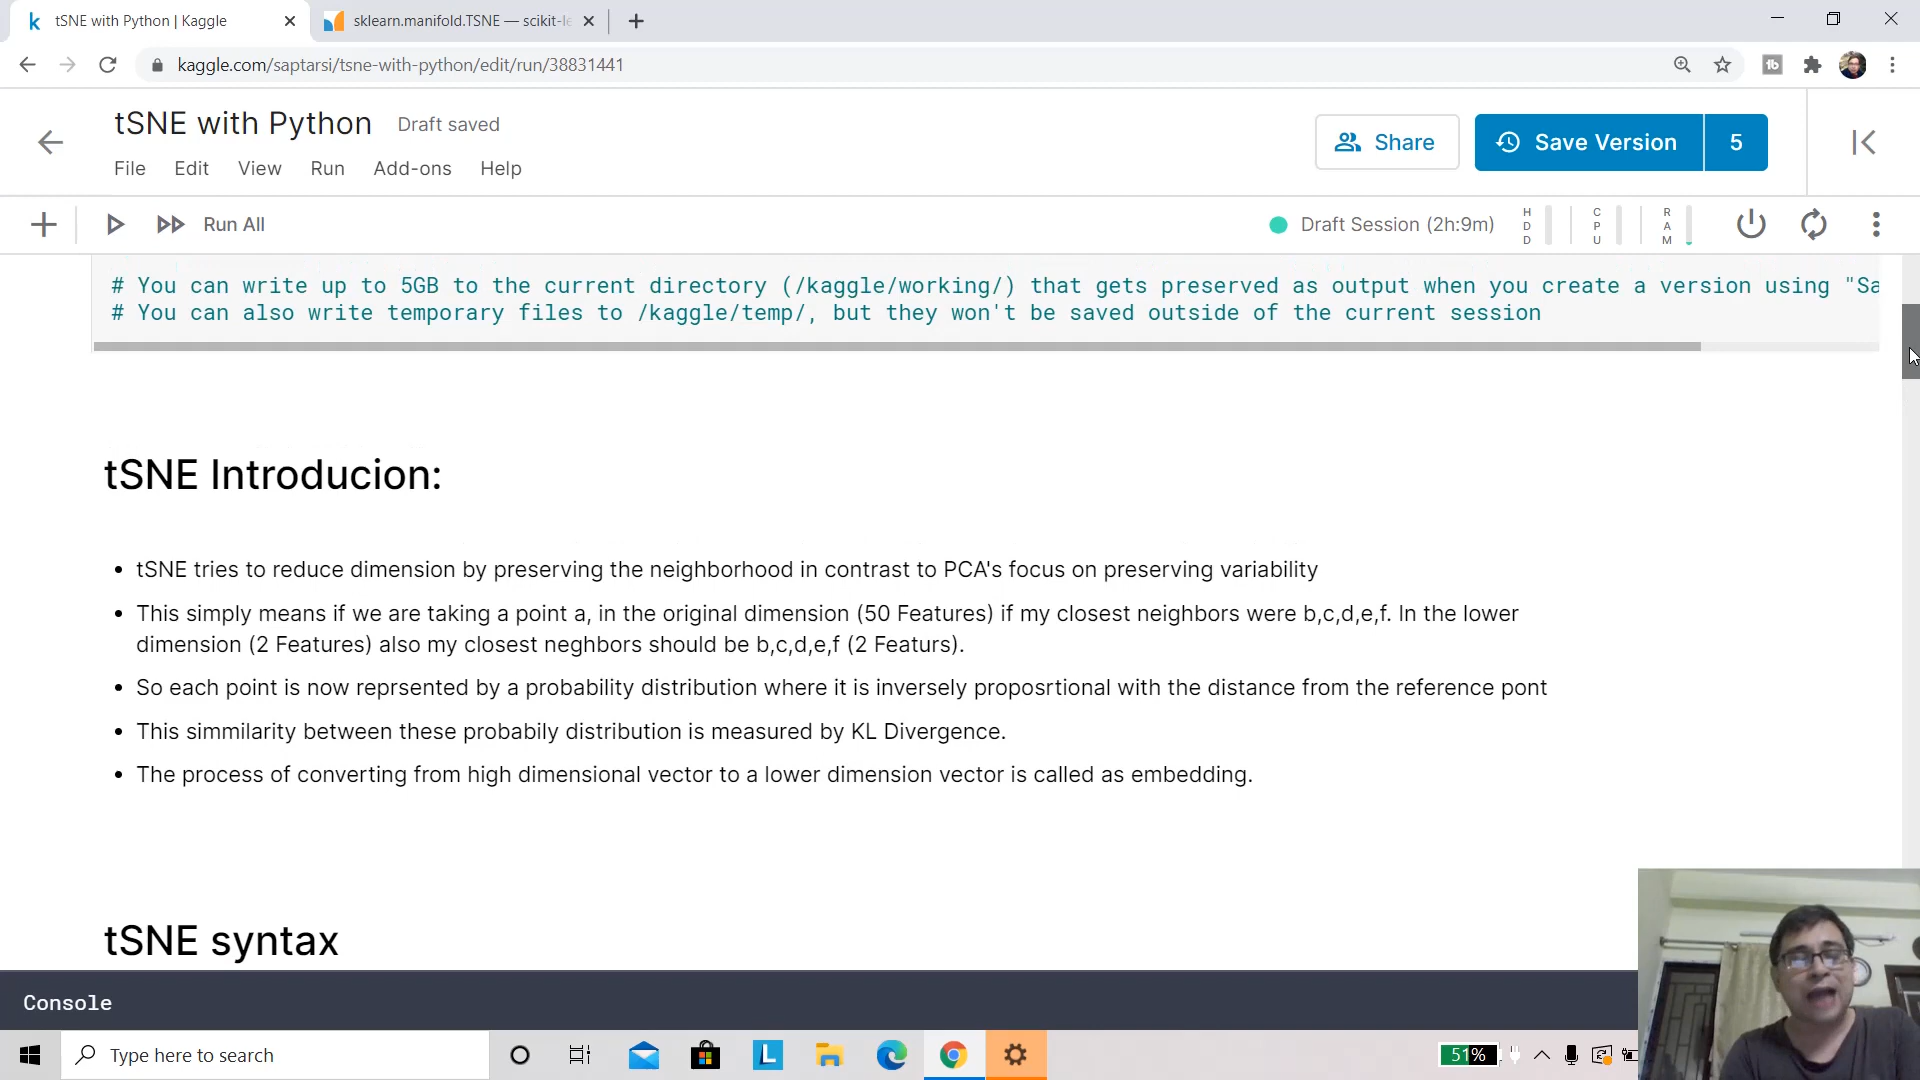 tSNE with Python | Kaggle
sklearn.manifold.TSNE — scikit-le
kaggle.com/saptarsi/tsne-with-python/edit/run/38831441
tSNE with Python Draft saved
File Edit View Run Add-ons Help
Share
Save Version 5
Run All
Draft Session (2h:9m)
HDD
CPU
RAM
# You can write up to 5GB to the current directory (/kaggle/working/) that gets preserved as output when you create a version using "Sa
# You can also write temporary files to /kaggle/temp/, but they won't be saved outside of the current session
tSNE Introducion:
• tSNE tries to reduce dimension by preserving the neighborhood in contrast to PCA's focus on preserving variability
• This simply means if we are taking a point a, in the original dimension (50 Features) if my closest neighbors were b,c,d,e,f. In the lower
dimension (2 Features) also my closest neghbors should be b,c,d,e,f (2 Featurs).
• So each point is now reprsented by a probability distribution where it is inversely proposrtional with the distance from the reference pont
• This simmilarity between these probabily distribution is measured by KL Divergence.
• The process of converting from high dimensional vector to a lower dimension vector is called as embedding.
tSNE syntax
Console
Type here to search
51%